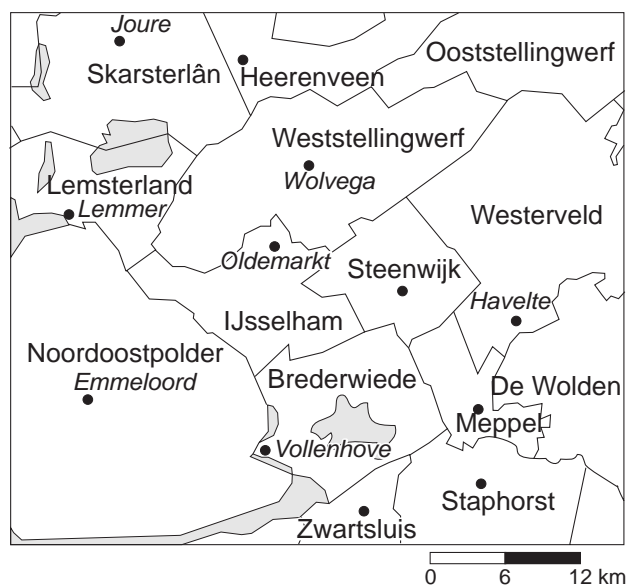 Joure
Skarsterlân
Heerenveen
Ooststellingwerf
Weststellingwerf
Wolvega
Lemsterland
Lemmer
Westerveld
Oldemarkt
Steenwijk
Havelte
IJsselham
Noordoostpolder
Emmeloord
Brederwiede
De Wolden
Meppel
Vollenhove
Staphorst
Zwartsluis
0 6 12 km